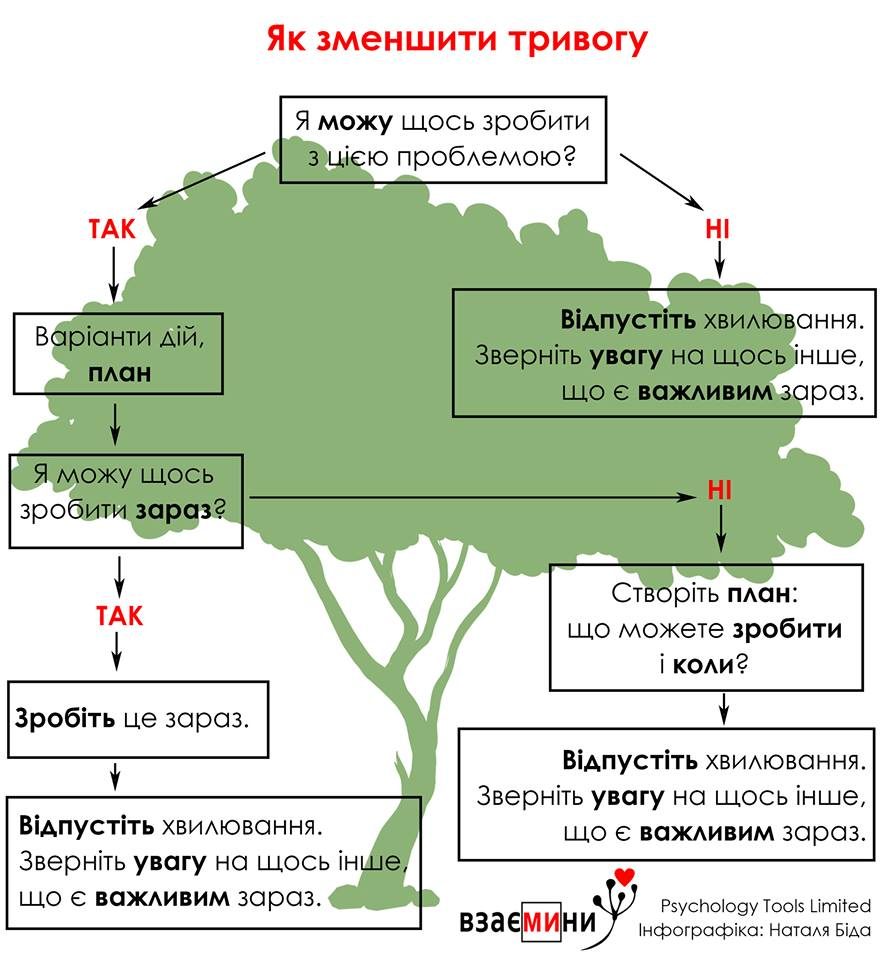 Як зменшити тривогу
Я можу щось зробити
з цією проблемою?
ТАК
НІ
Варіанти дій,
план
Відпустіть хвилювання.
Зверніть увагу на щось інше,
що є важливим зараз.
Я можу щось
зробити зараз?
НІ
ТАК
Створіть план:
що можете зробити
і коли?
Зробіть це зараз.
Відпустіть хвилювання.
Зверніть увагу на щось інше,
що є важливим зараз.
Відпустіть хвилювання.
Зверніть увагу на щось інше,
що є важливим зараз.
взаємини
Psychology Tools Limited
Інфографіка: Наталя Біда